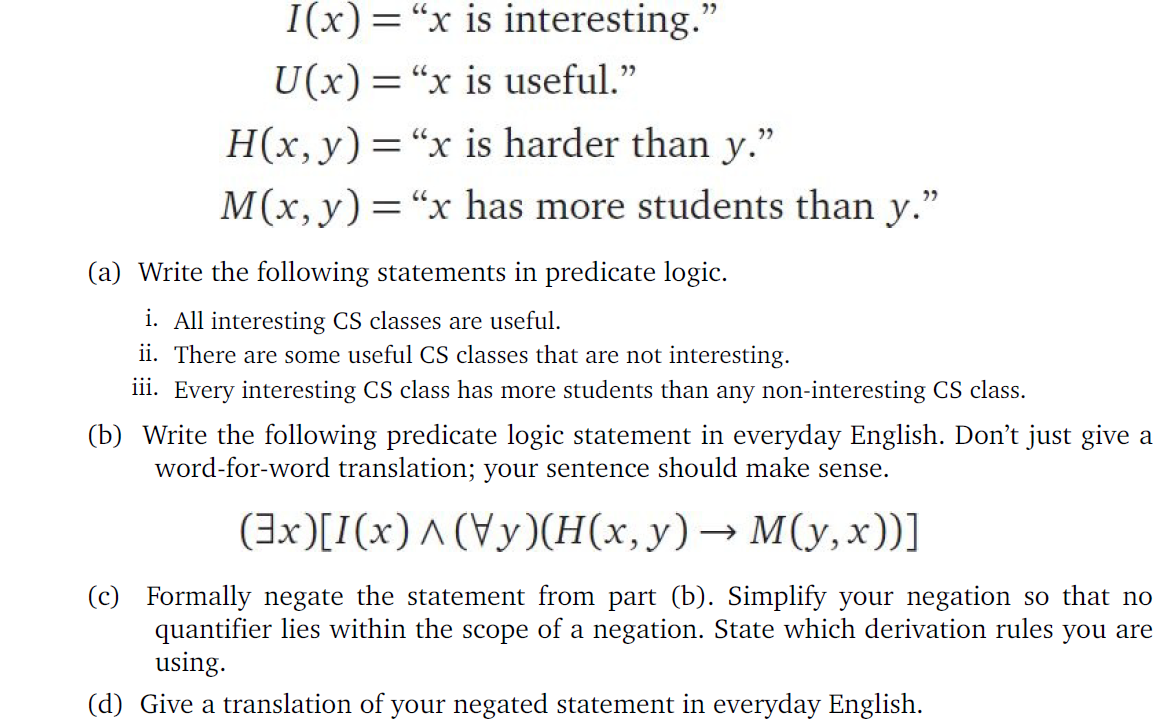 I(x) = “x is interesting.”
U(x) = “x is useful.”
H(x, y) = “x is harder than y.”
M(x, y) = “x has more students than y.”
(a) Write the following statements in predicate logic.
i. All interesting CS classes are useful.
ii. There are some useful CS classes that are not interesting.
iii. Every interesting CS class has more students than any non-interesting CS class.
(b) Write the following predicate logic statement in everyday English. Don’t just give a
word-for-word translation; your sentence should make sense.
(∃x)[I(x) ∧ (∀y)(H(x, y) → M(y, x))]
(c) Formally negate the statement from part (b). Simplify your negation so that no
quantifier lies within the scope of a negation. State which derivation rules you are
using.
(d) Give a translation of your negated statement in everyday English.